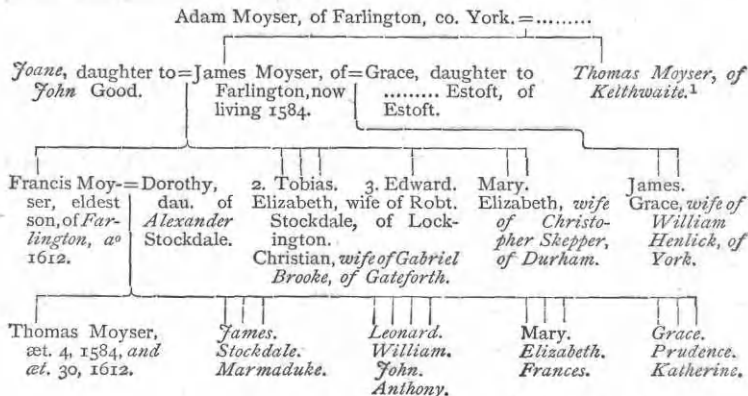 Adam Moyser, of Farlington, co. York.=.........
Joane, daughter to=James Moyser, of=Grace, daughter to
John Good.
Farlington, now
living 1584.
......... Estoft, of
Estoft.
Thomas Moyser, of
Kelthwaite.¹
Francis Moy-=Dorothy,
ser, eldest
son, of Far-
lington, aº
1612.
dau. of
Alexander
Stockdale.
2. Tobias. 3. Edward.
Elizabeth, wife of Robt.
Stockdale, of Lock-
ington.
Christian, wife of Gabriel
Brooke, of Gateforth.
Mary.
Elizabeth, wife
of Christo-
pher Skepper,
of Durham.
James.
Grace, wife of
William
Henlick, of
York.
Thomas Moyser,
æt. 4, 1584, and
æt. 30, 1612.
James.
Stockdale.
Marmaduke.
Leonard.
William.
John.
Anthony.
Mary.
Elizabeth.
Frances.
Grace.
Prudence.
Katherine.